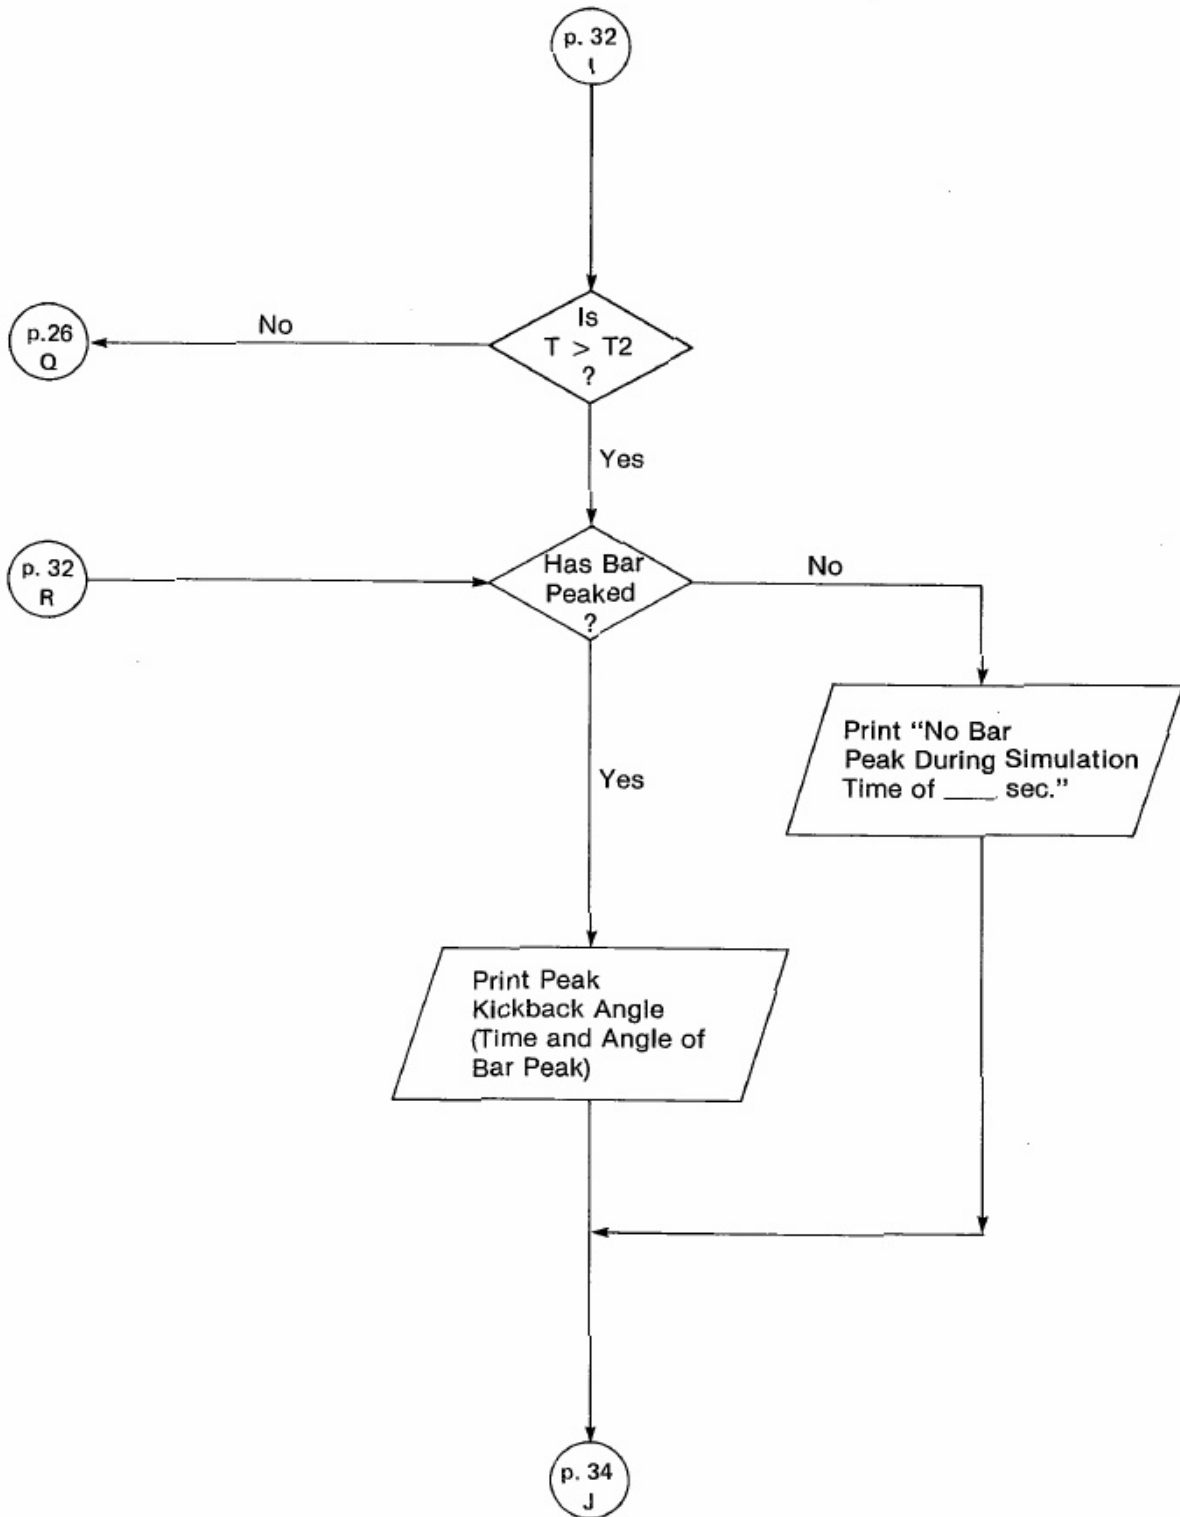 p. 32
I
Is
T > T2
?
No
p.26
Q
Yes
p. 32
R
Has Bar
Peaked
?
No
Print “No Bar
Peak During Simulation
Time of ____ sec.”
Yes
Print Peak
Kickback Angle
(Time and Angle of
Bar Peak)
p. 34
J